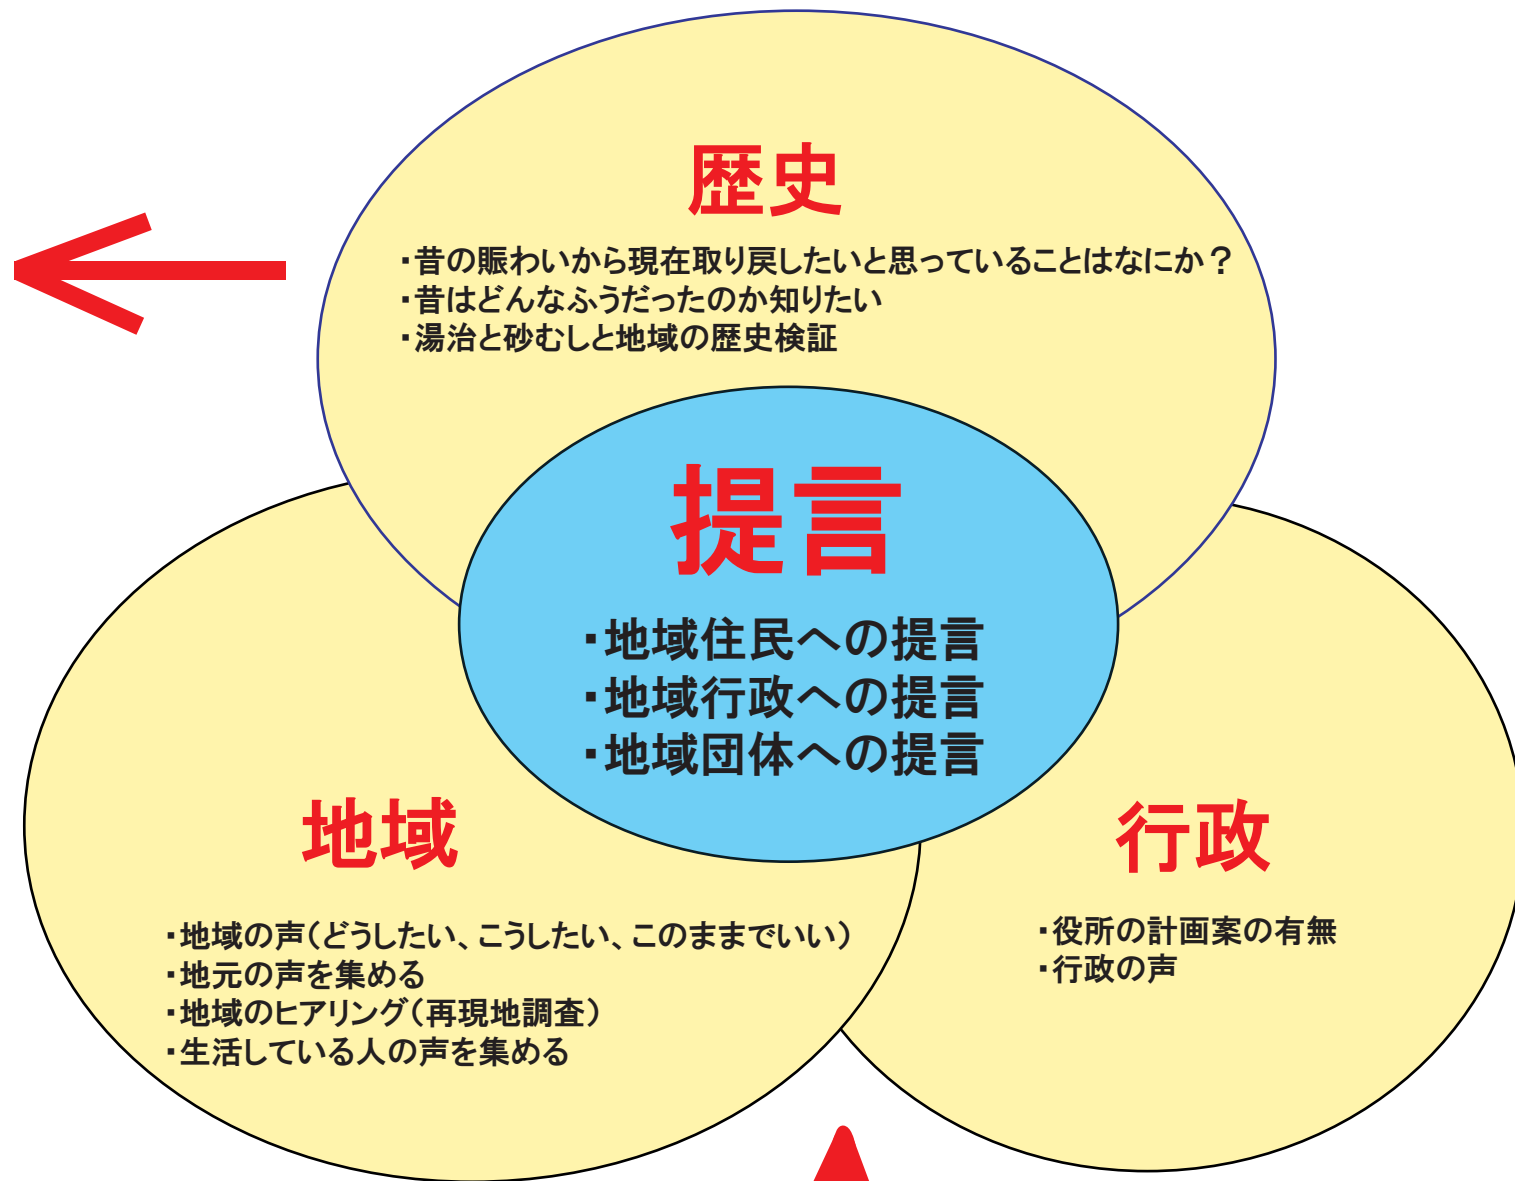 歴史
・昔の賑わいから現在取り戻したいと思っていることはなにか？
・昔はどんなふうだったのか知りたい
・湯治と砂むしと地域の歴史検証
提言
・地域住民への提言
・地域行政への提言
・地域団体への提言
地域
・地域の声（どうしたい、こうしたい、このままでいい）
・地元の声を集める
・地域のヒアリング（再現地調査）
・生活している人の声を集める
行政
・役所の計画案の有無
・行政の声